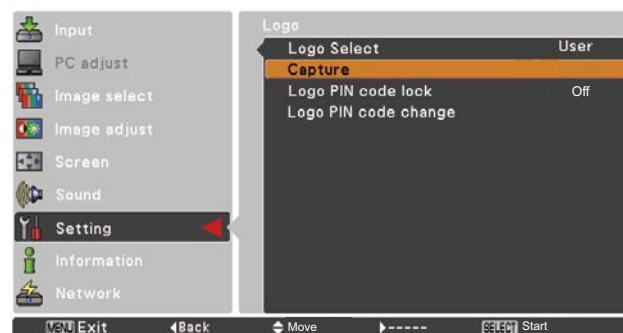 Input
PC adjust
Image select
Image adjust
Screen
Sound
Setting
Information
Network
Logo
Logo Select User
Capture
Logo PIN code lock Off
Logo PIN code change
MENU Exit Back Move ----- SELECT Start